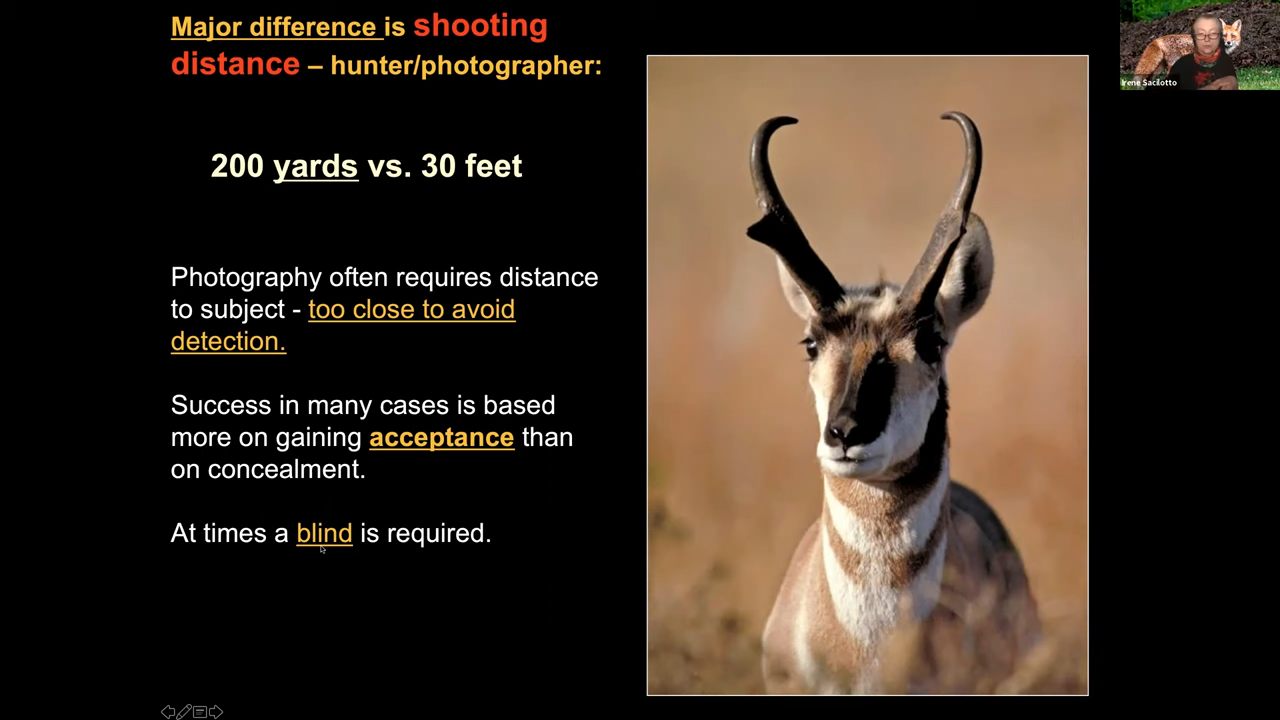 Major difference is shooting
distance – hunter/photographer:
200 yards vs. 30 feet
Photography often requires distance
to subject - too close to avoid
detection.
Success in many cases is based
more on gaining acceptance than
on concealment.
At times a blind is required.
Irene Sacilotto